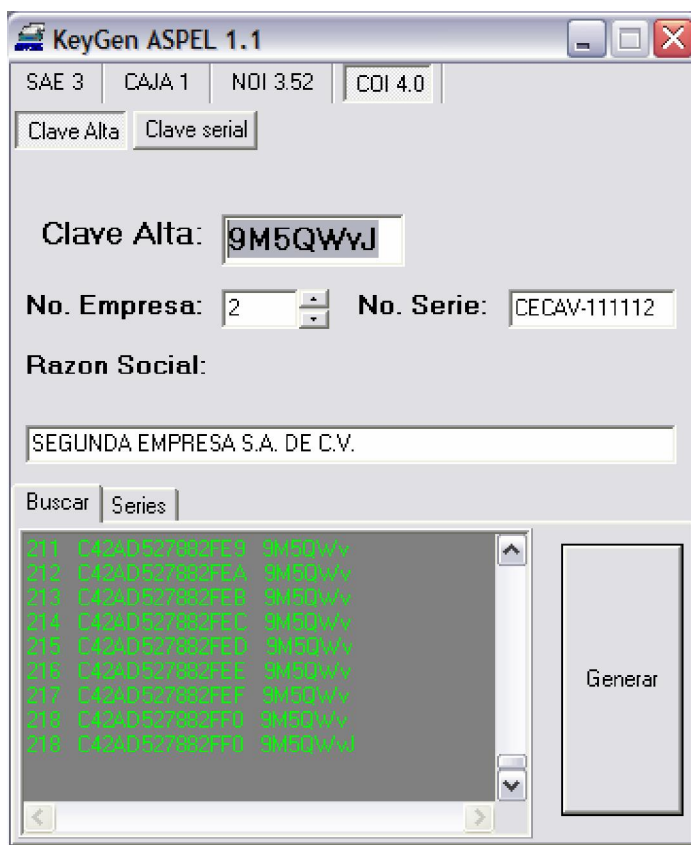 KeyGen ASPEL 1.1
SAE 3 CAJA 1 NOI 3.52 COI 4.0
Clave Alta Clave serial
Clave Alta: 9M5QWvJ
No. Empresa: 2 No. Serie: CECAV-111112
Razon Social:
SEGUNDA EMPRESA S.A. DE C.V.
Buscar Series
211 C42AD527882FE9 9M5QWv
212 C42AD527882FEA 9M5QWv
213 C42AD527882FEB 9M5QWv
214 C42AD527882FEC 9M5QWv
215 C42AD527882FED 9M5QWv
216 C42AD527882FEE 9M5QWv
217 C42AD527882FEF 9M5QWv
218 C42AD527882FF0 9M5QWv
218 C42AD527882FF0 9M5QWvJ
Generar